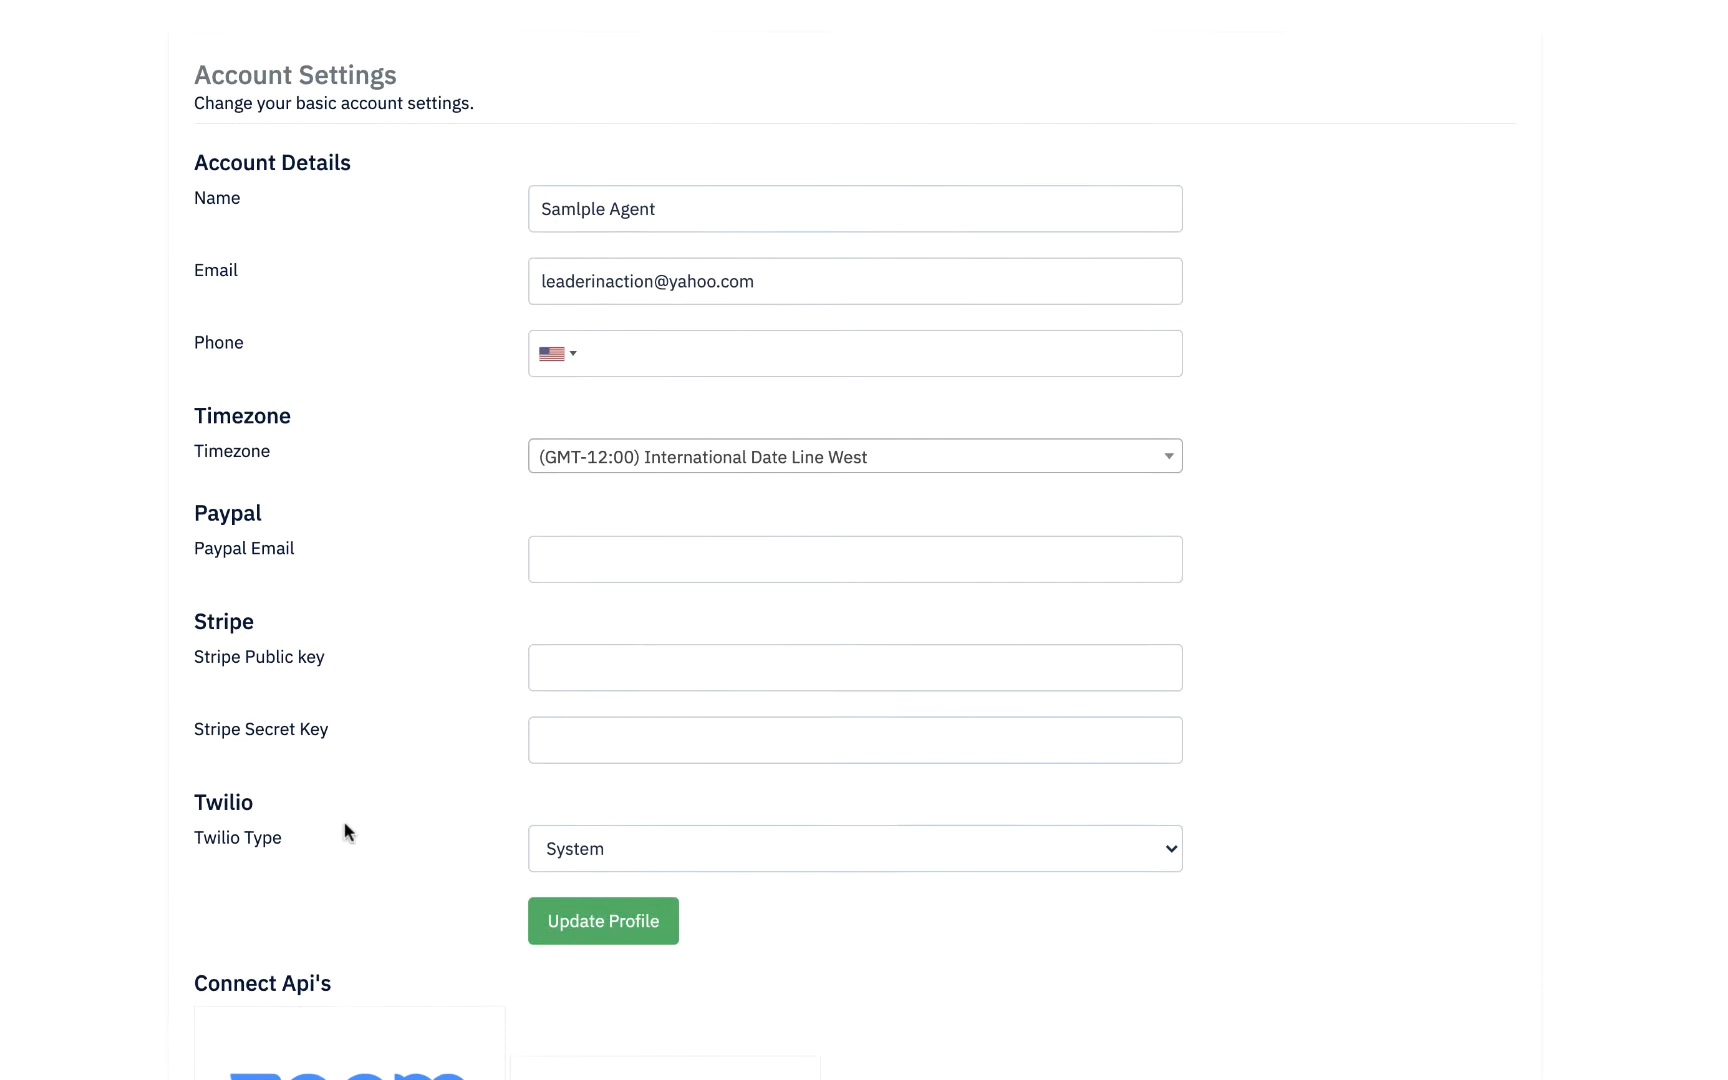 Account Settings
Change your basic account settings.
Account Details
Name
Samlple Agent
Email
leaderinaction@yahoo.com
Phone
Timezone
Timezone
(GMT-12:00) International Date Line West
Paypal
Paypal Email
Stripe
Stripe Public key
Stripe Secret Key
Twilio
Twilio Type
System
Update Profile
Connect Api's